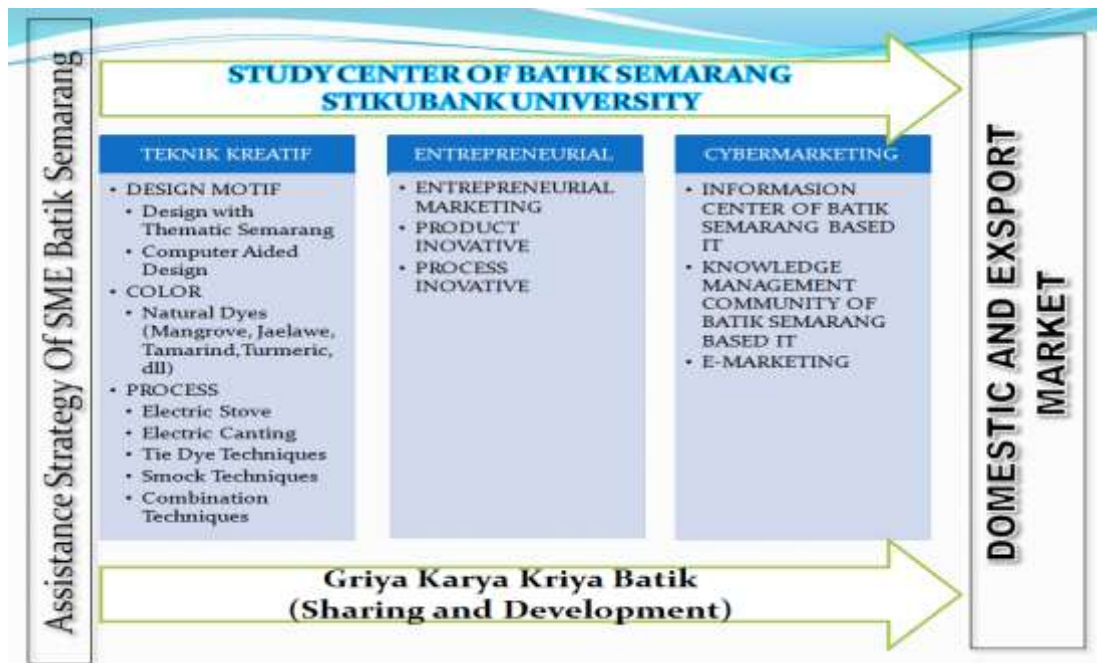 Assistance Strategy Of SME Batik Semarang
STUDY CENTER OF BATIK SEMARANG
STIKUBANK UNIVERSITY
TEKNIK KREATIF
• DESIGN MOTIF
• Design with
Thematic Semarang
• Computer Aided
Design
• COLOR
• Natural Dyes
(Mangrove, Jaelawe,
Tamarind, Turmeric,
dll)
• PROCESS
• Electric Stove
• Electric Canting
• Tie Dye Techniques
• Smock Techniques
• Combination
Techniques
ENTREPRENEURIAL
• ENTREPRENEURIAL
MARKETING
• PRODUCT
INOVATIVE
• PROCESS
INOVATIVE
CYBERMARKETING
• INFORMASION
CENTER OF BATIK
SEMARANG BASED
IT
• KNOWLEDGE
MANAGEMENT
COMMUNITY OF
BATIK SEMARANG
BASED IT
• E-MARKETING
Griya Karya Kriya Batik
(Sharing and Development)
DOMESTIC AND EXSPORT
MARKET